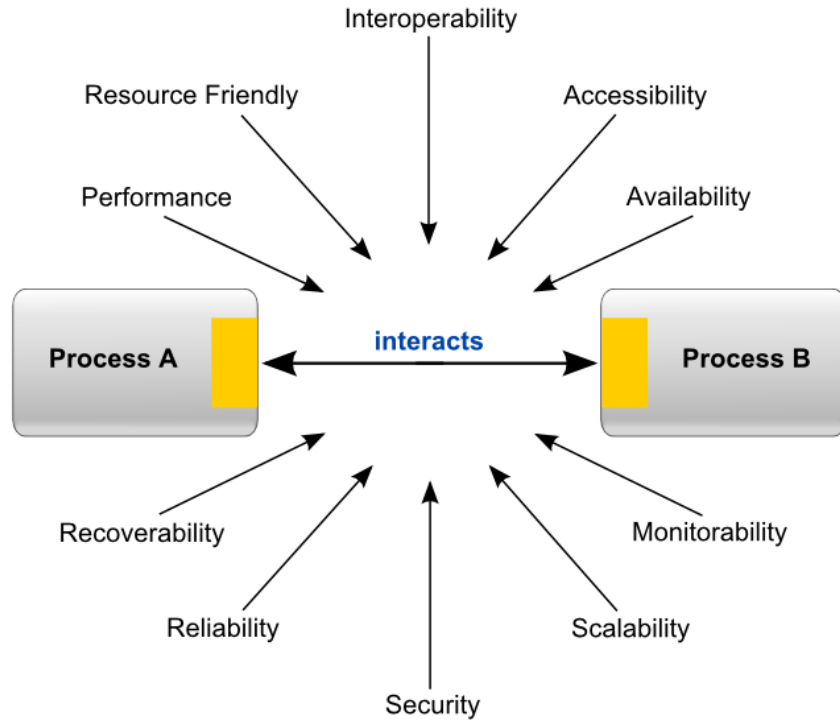 Interoperability
Resource Friendly
Accessibility
Performance
Availability
interacts
Process A
Process B
Recoverability
Monitorability
Reliability
Scalability
Security